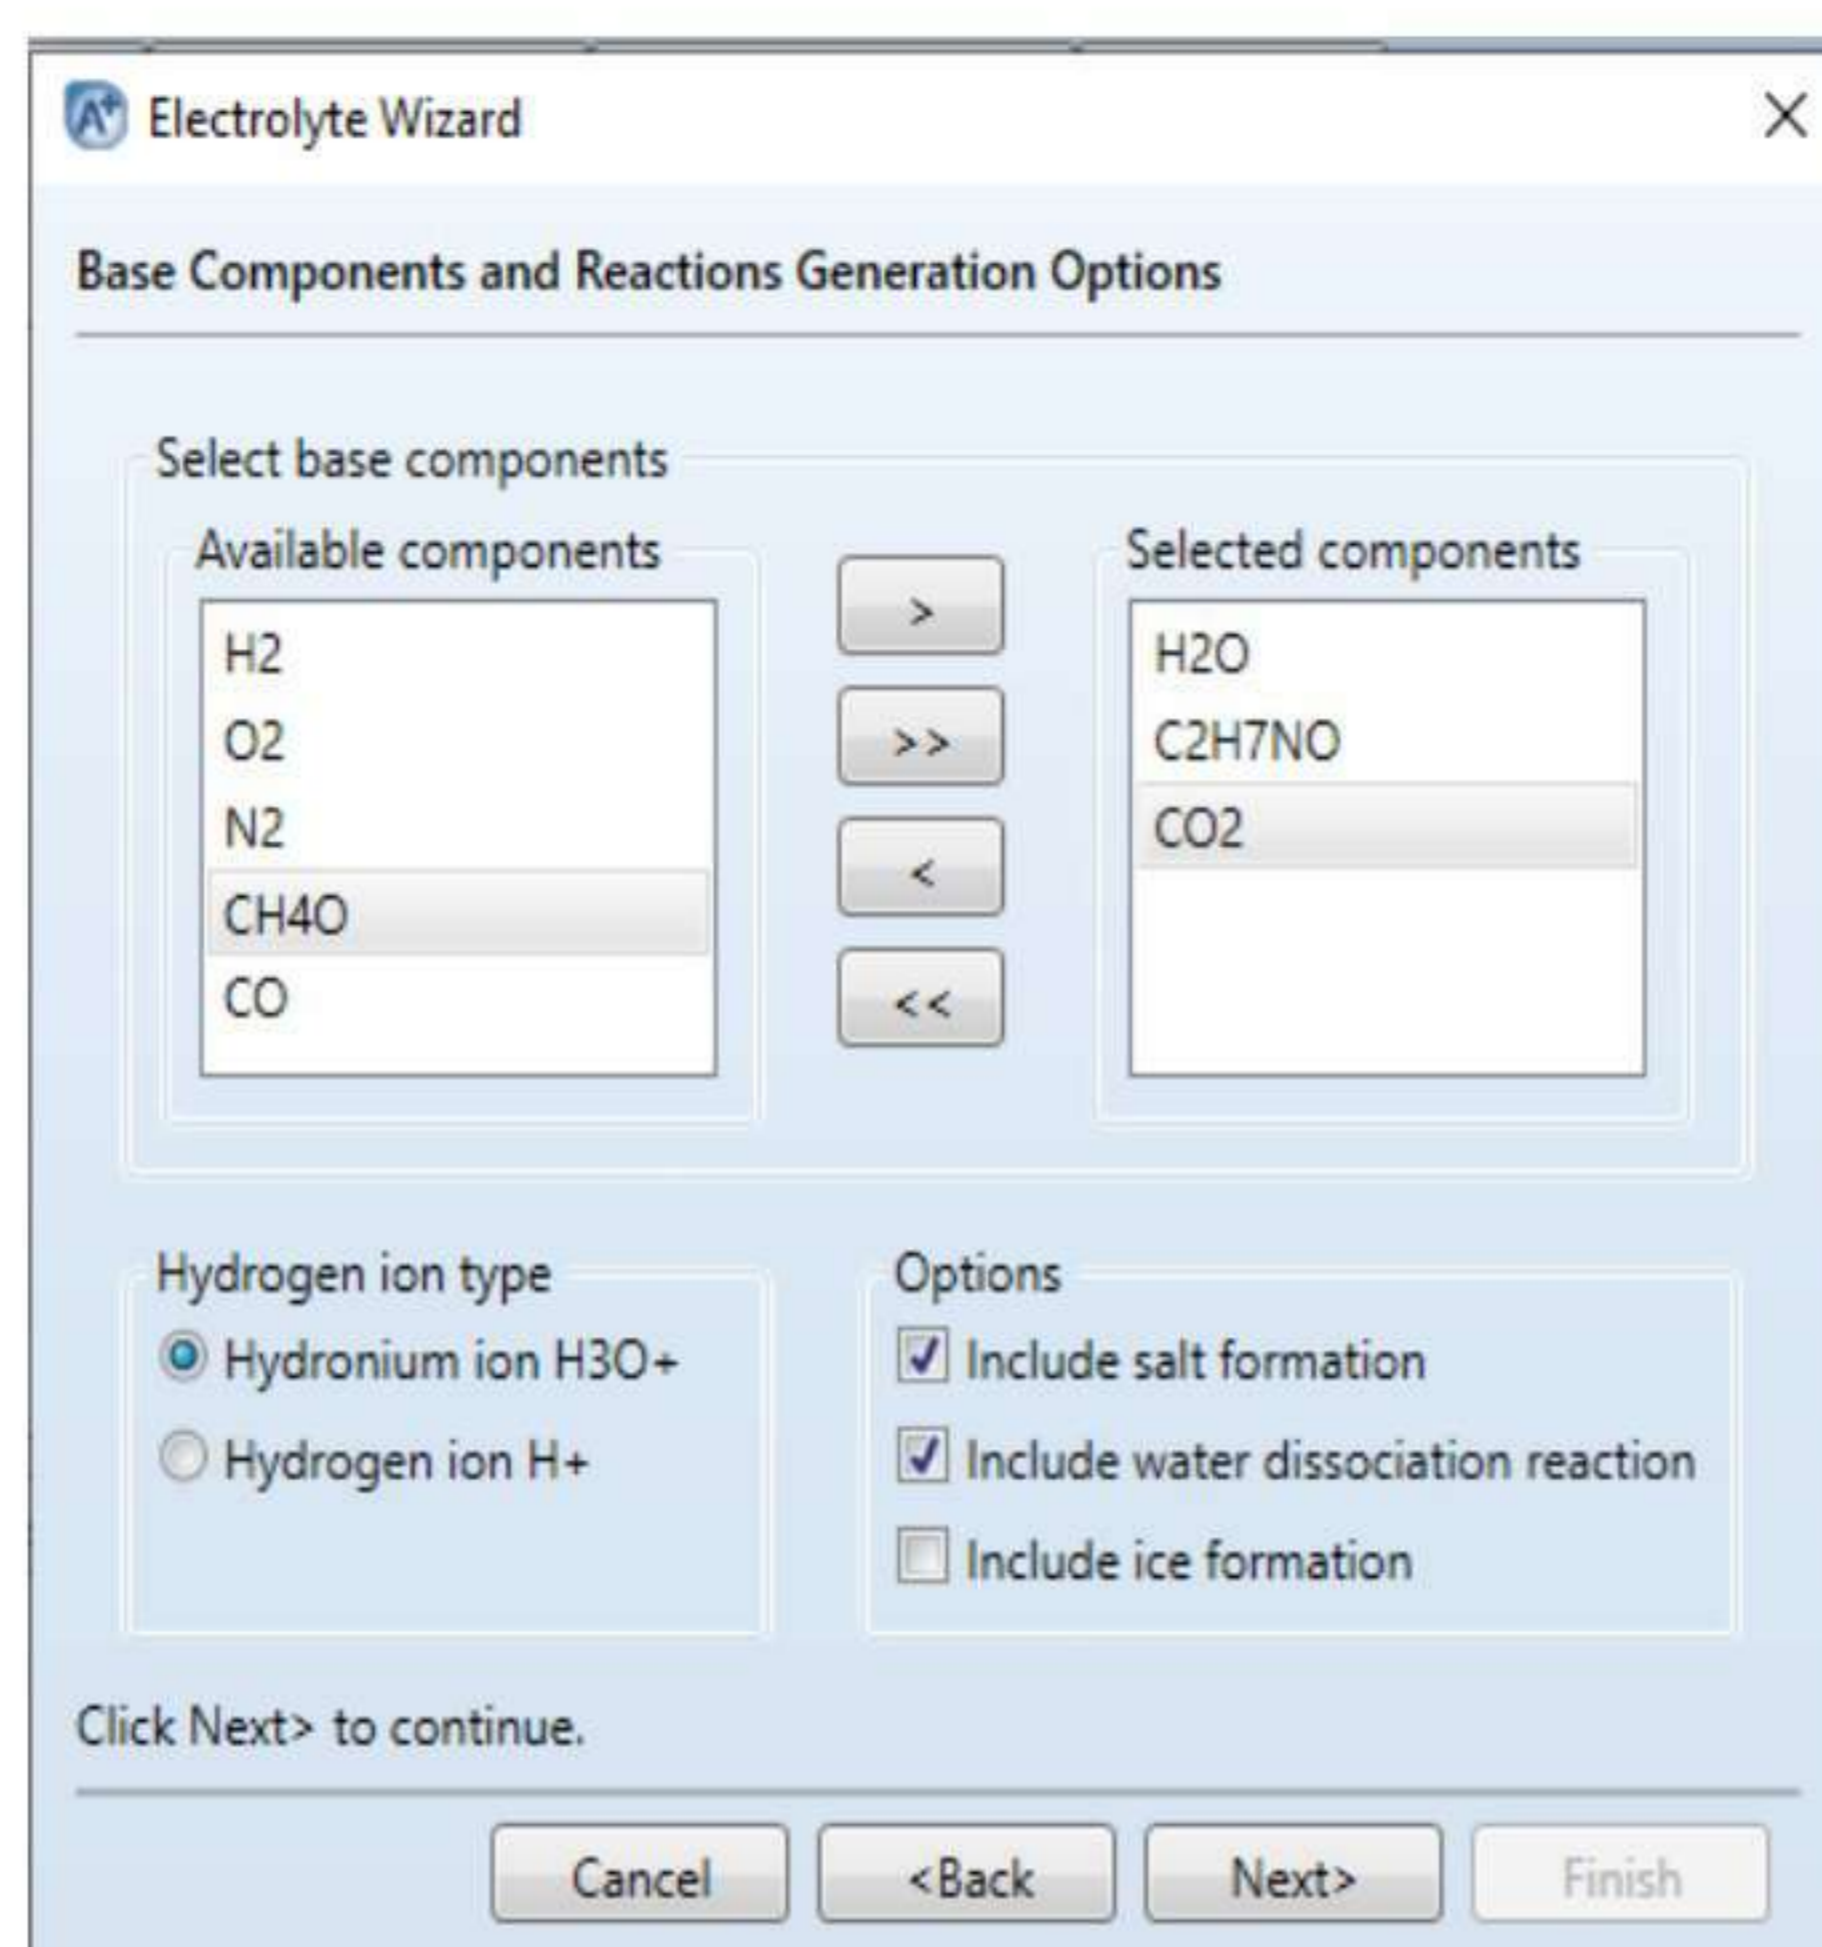 Electrolyte Wizard
Base Components and Reactions Generation Options
Select base components
Available components
H2
O2
N2
CH4O
CO
>
>>
<
<<
Selected components
H2O
C2H7NO
CO2
Hydrogen ion type
Hydronium ion H3O+
Hydrogen ion H+
Options
Include salt formation
Include water dissociation reaction
Include ice formation
Click Next> to continue.
Cancel
<Back
Next>
Finish